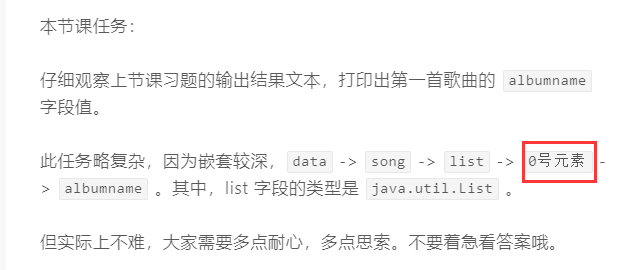 本节课任务：
仔细观察上节课习题的输出结果文本，打印出第一首歌曲的 albumname
字段值。
此任务略复杂，因为嵌套较深， data -> song -> list -> 0号元素 -
> albumname 。其中，list 字段的类型是 java.util.List 。
但实际上不难，大家需要多点耐心，多点思索。不要着急看答案哦。